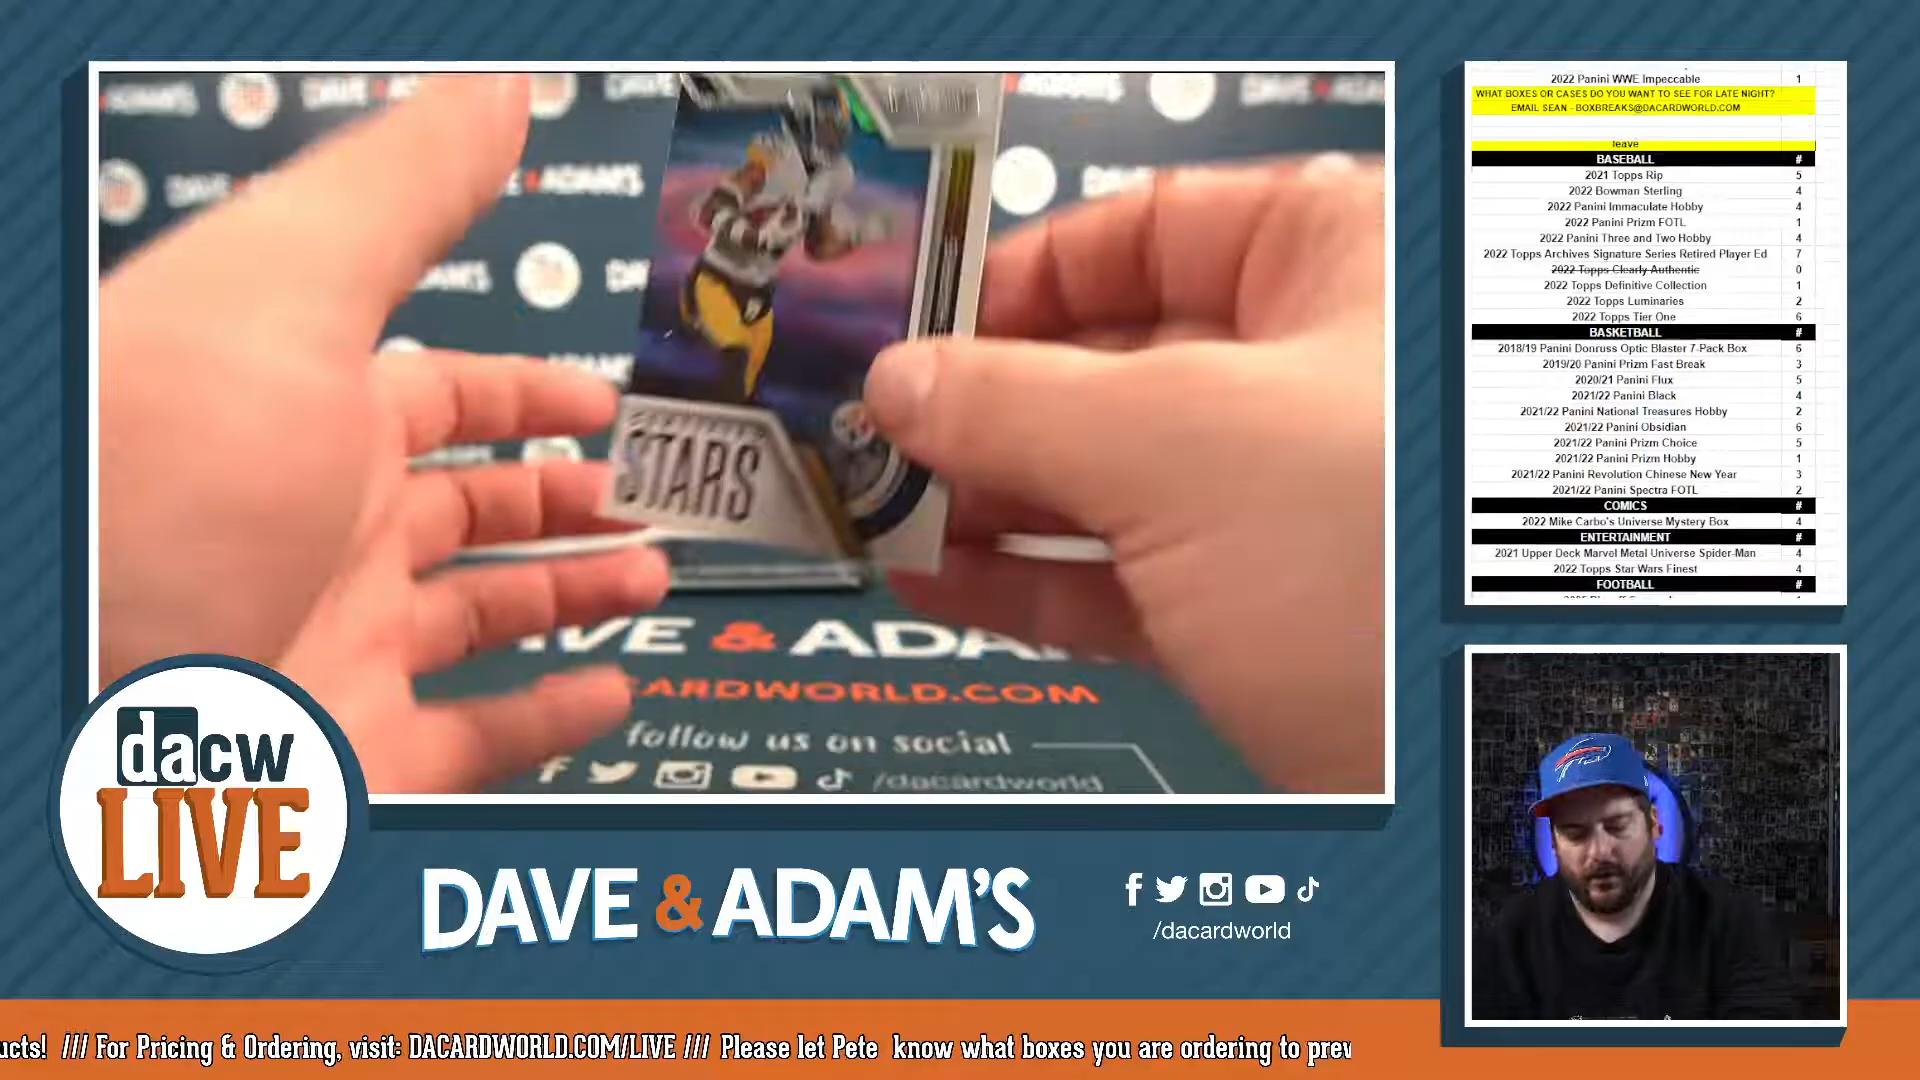 DAVE & ADAMS
STARS
DACARDWORLD.COM
follow us on social
/dacardworld
2022 Panini WWE Impeccable 1
WHAT BOXES OR CASES DO YOU WANT TO SEE FOR LATE NIGHT?
EMAIL SEAN - BOXBREAKS@DACARDWORLD.COM
leave
BASEBALL #
2021 Topps Rip 5
2022 Bowman Sterling 4
2022 Panini Immaculate Hobby 4
2022 Panini Prizm FOTL 1
2022 Panini Three and Two Hobby 4
2022 Topps Archives Signature Series Retired Player Ed 7
2022 Topps Clearly Authentic 0
2022 Topps Definitive Collection 1
2022 Topps Luminaries 2
2022 Topps Tier One 6
BASKETBALL #
2018/19 Panini Donruss Optic Blaster 7-Pack Box 6
2019/20 Panini Prizm Fast Break 3
2020/21 Panini Flux 5
2021/22 Panini Black 4
2021/22 Panini National Treasures Hobby 2
2021/22 Panini Obsidian 6
2021/22 Panini Prizm Choice 5
2021/22 Panini Prizm Hobby 1
2021/22 Panini Revolution Chinese New Year 3
2021/22 Panini Spectra FOTL 2
COMICS #
2022 Mike Carbo's Universe Mystery Box 4
ENTERTAINMENT #
2021 Upper Deck Marvel Metal Universe Spider-Man 4
2022 Topps Star Wars Finest 4
FOOTBALL #
dacw
LIVE
DAVE & ADAM'S
/dacardworld
ucts! /// For Pricing & Ordering, visit: DACARDWORLD.COM/LIVE /// Please let Pete know what boxes you are ordering to prev